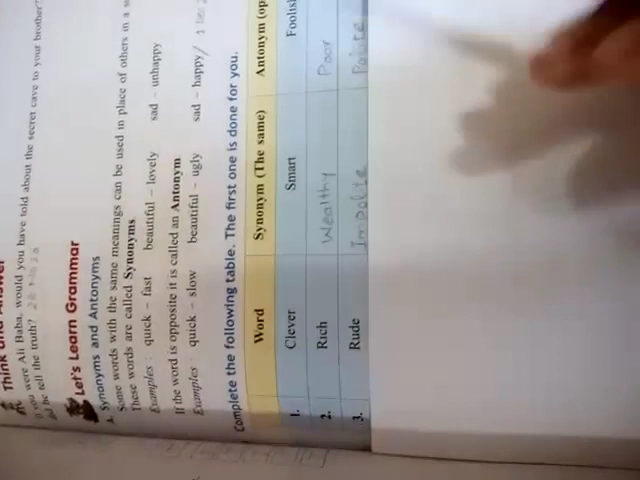 Think and Answer
If you were Ali Baba, would you have told about the secret cave to your brother?
tell the truth?
Let's Learn Grammar
A. Synonyms and Antonyms
Some words with the same meanings can be used in place of others in a
These words are called Synonyms.
Examples : quick – fast beautiful – lovely sad – unhappy
If the word is opposite it is called an Antonym
Examples : quick – slow beautiful – ugly sad – happy/
Complete the following table. The first one is done for you.
Word Synonym (The same) Antonym (op
1. Clever Smart Foolish
2. Rich Wealthy Poor
3. Rude Impolite Polite